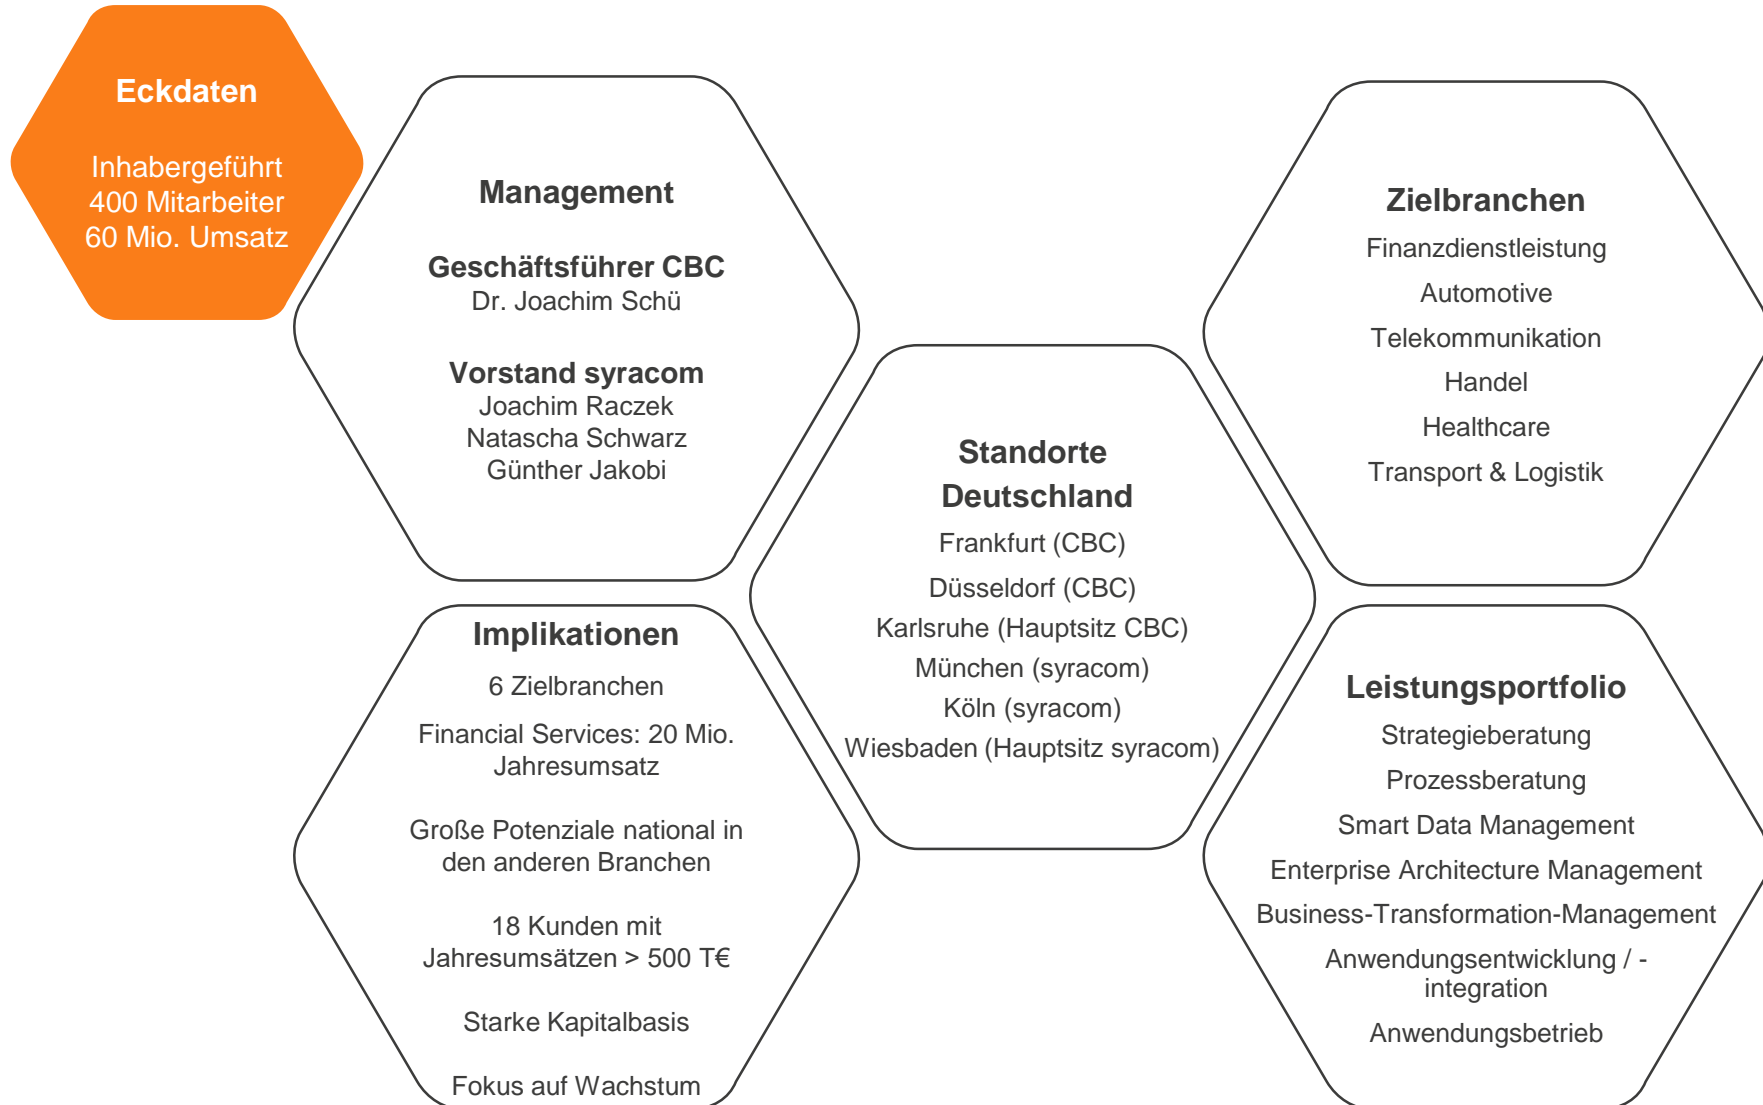 Eckdaten
Inhabergeführt
400 Mitarbeiter
60 Mio. Umsatz
Management
Geschäftsführer CBC
Dr. Joachim Schü
Vorstand syracom
Joachim Raczek
Natascha Schwarz
Günther Jakobi
Implikationen
6 Zielbranchen
Financial Services: 20 Mio.
Jahresumsatz
Große Potenziale national in
den anderen Branchen
18 Kunden mit
Jahresumsätzen > 500 T€
Starke Kapitalbasis
Fokus auf Wachstum
Standorte
Deutschland
Frankfurt (CBC)
Düsseldorf (CBC)
Karlsruhe (Hauptsitz CBC)
München (syracom)
Köln (syracom)
Wiesbaden (Hauptsitz syracom)
Zielbranchen
Finanzdienstleistung
Automotive
Telekommunikation
Handel
Healthcare
Transport & Logistik
Leistungsportfolio
Strategieberatung
Prozessberatung
Smart Data Management
Enterprise Architecture Management
Business-Transformation-Management
Anwendungsentwicklung / -
integration
Anwendungsbetrieb